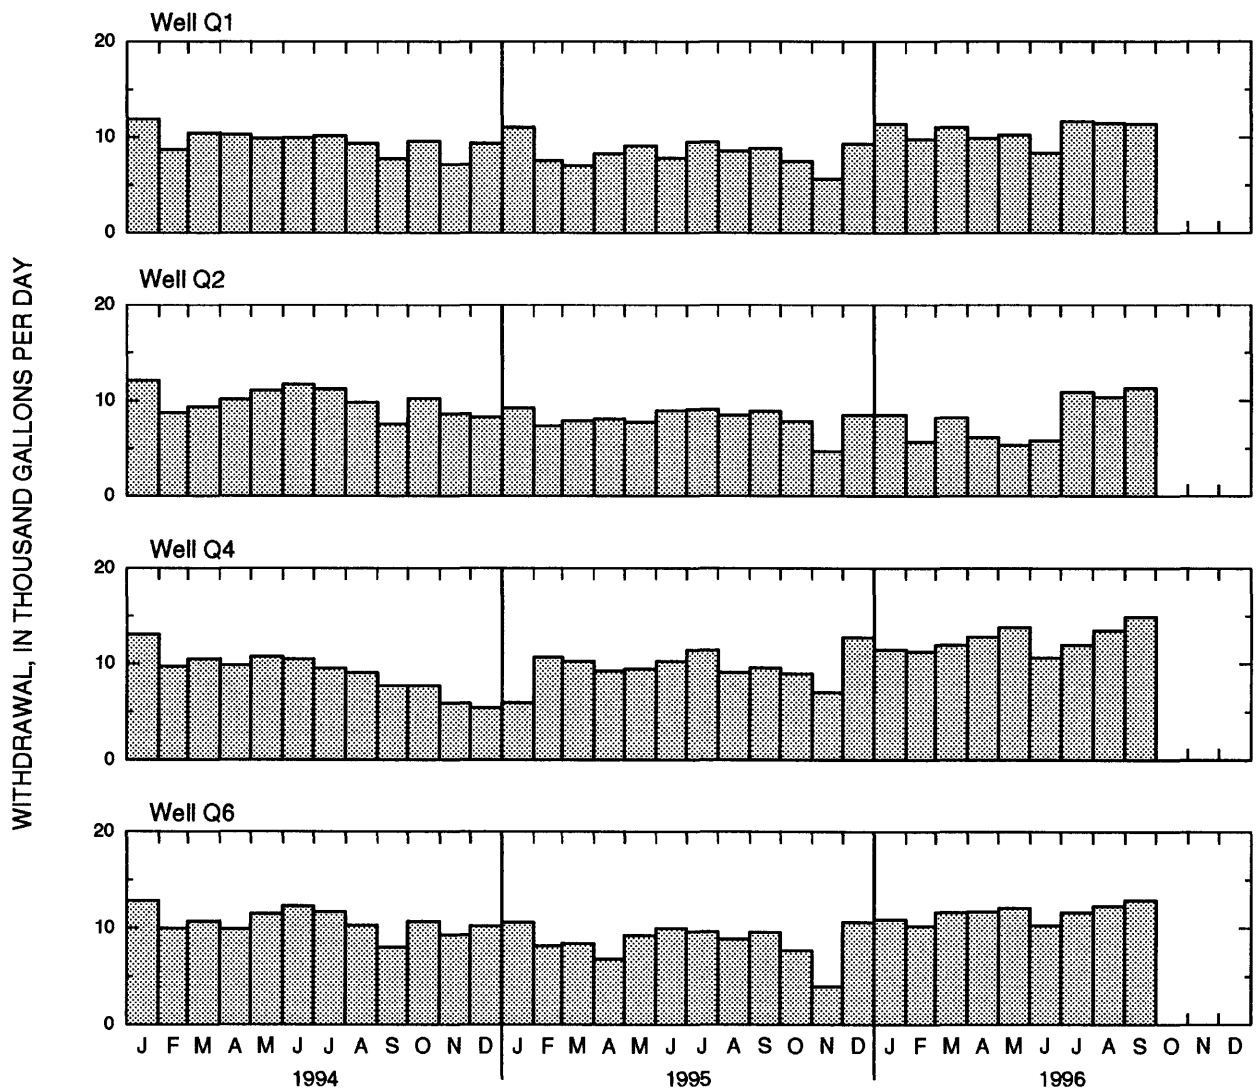 WITHDRAWAL, IN THOUSAND GALLONS PER DAY
Well Q1
20
10
0
Well Q2
20
10
0
Well Q4
20
10
0
Well Q6
20
10
0
J F M A M J J A S O N D J F M A M J J A S O N D J F M A M J J A S O N D
1994 1995 1996